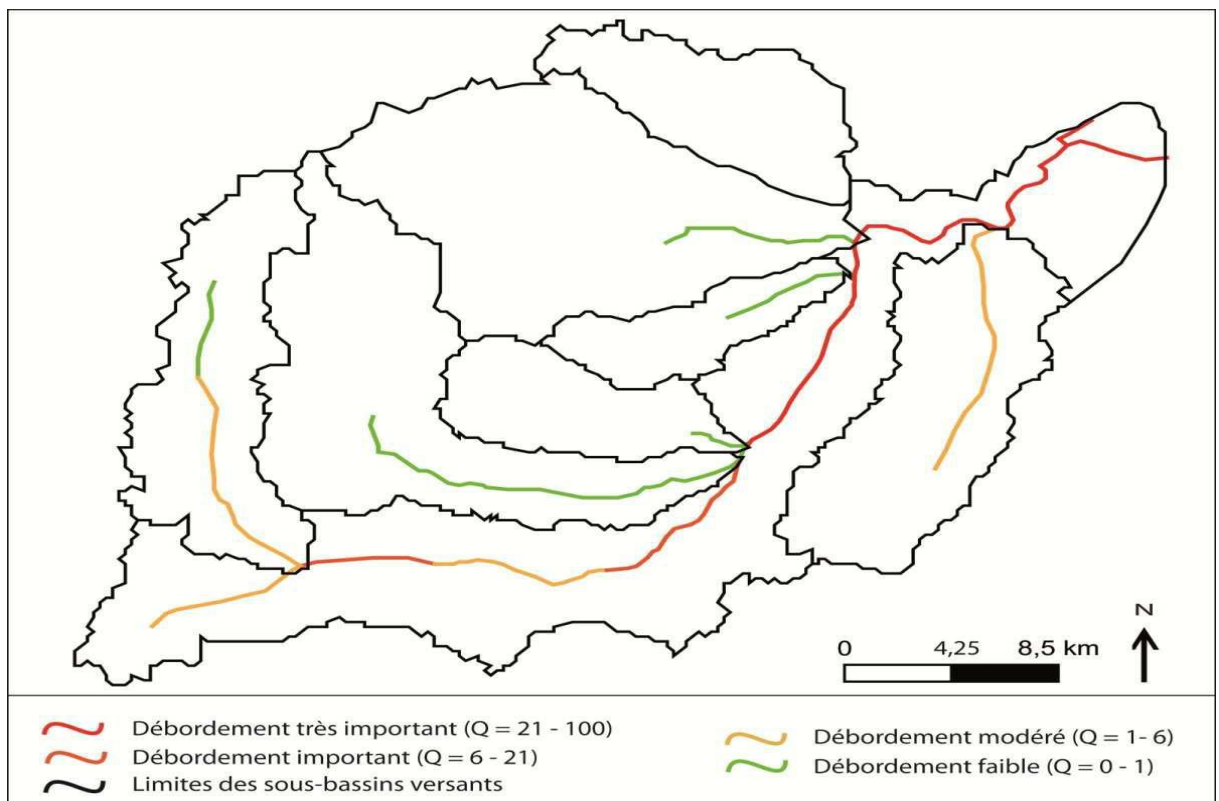 N
0 4,25 8,5 km
Débordement très important (Q = 21 - 100)
Débordement important (Q = 6 - 21)
Limites des sous-bassins versants
Débordement modéré (Q = 1- 6)
Débordement faible (Q = 0 - 1)